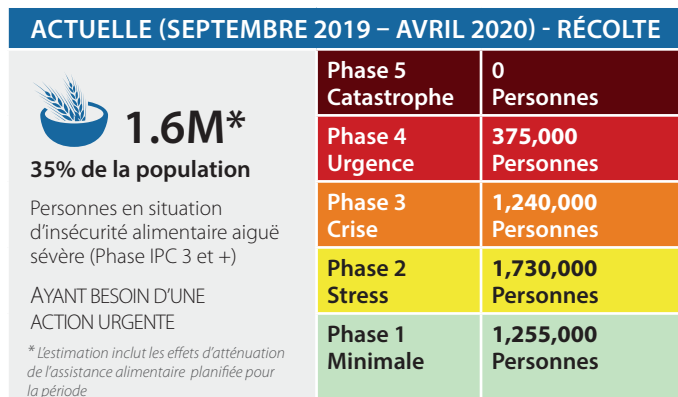 ACTUELLE (SEPTEMBRE 2019 – AVRIL 2020) - RÉCOLTE
1.6M*
35% de la population
Personnes en situation
d’insécurité alimentaire aiguë
sévère (Phase IPC 3 et +)
AYANT BESOIN D’UNE
ACTION URGENTE
* L’estimation inclut les effets d’atténuation
de l’assistance alimentaire planifiée pour
la période
Phase 5
Catastrophe
0
Personnes
Phase 4
Urgence
375,000
Personnes
Phase 3
Crise
1,240,000
Personnes
Phase 2
Stress
1,730,000
Personnes
Phase 1
Minimale
1,255,000
Personnes